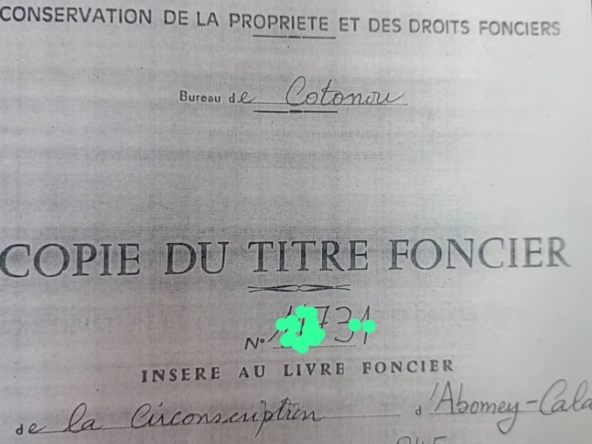 CONSERVATION DE LA PROPRIETE ET DES DROITS FONCIERS
Bureau de Cotonou
COPIE DU TITRE FONCIER
N°
INSERE AU LIVRE FONCIER
de la Circonscription d'Abomey-Cala